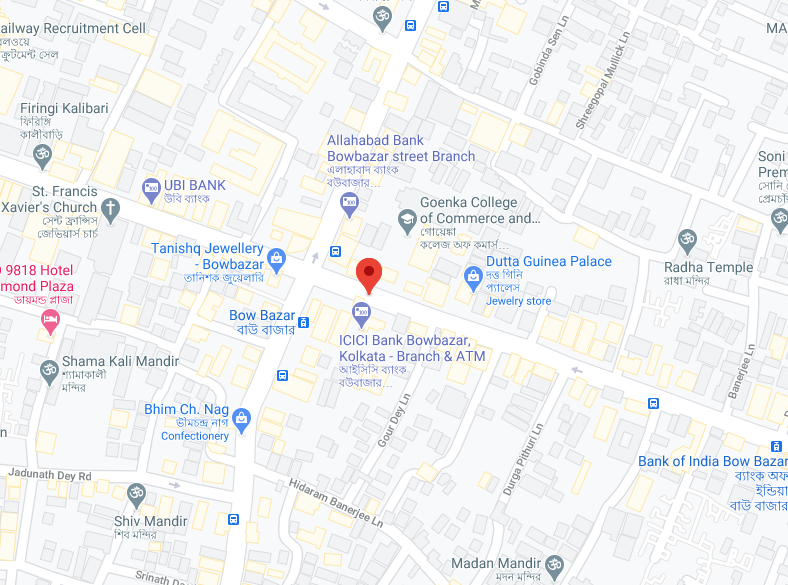 ailway Recruitment Cell
লওয়ে
ক্রুটমেন্ট সেল
MA
Gobinda Sen Ln
Shreegopal Mullick Ln
Firingi Kalibari
ফিরিঙ্গি
কালীবাড়ি
Allahabad Bank
Bowbazar street Branch
এলাহাবাদ ব্যাংক
বউবাজার...
UBI BANK
উবি ব্যাংক
St. Francis
Xavier's Church
সেন্ট ফ্রান্সিস
জেভিয়ার্স চার্চ
Goenka College
of Commerce and...
গোয়েঙ্কা
কলেজ অফ কমার্স...
Soni
Prem
সোনি
প্রেমচাঁ
Tanishq Jewellery
- Bowbazar
তানিশক জুয়েলারি
Dutta Guinea Palace
দত্ত গিনি
প্যালেস
Jewelry store
Radha Temple
রাধা মন্দির
9818 Hotel
mond Plaza
ডায়মন্ড প্লাজা
Bow Bazar
বাউ বাজার
ICICI Bank Bowbazar,
Kolkata - Branch & ATM
আইসিসি ব্যাংক
বউবাজার...
Shama Kali Mandir
শ্যামাকালী
মন্দির
Banerjee Ln
Bhim Ch. Nag
ভীমচন্দ্র নাগ
Confectionery
Gour Dey Ln
Durga Pithuri Ln
n
Bank of India Bow Bazar
ব্যাংক অফ
ইন্ডিয়া
বাউ বাজার
Jadunath Dey Rd
Hidaram Banerjee Ln
Shiv Mandir
শিব মন্দির
Madan Mandir
মদন মন্দির
Srinath Da